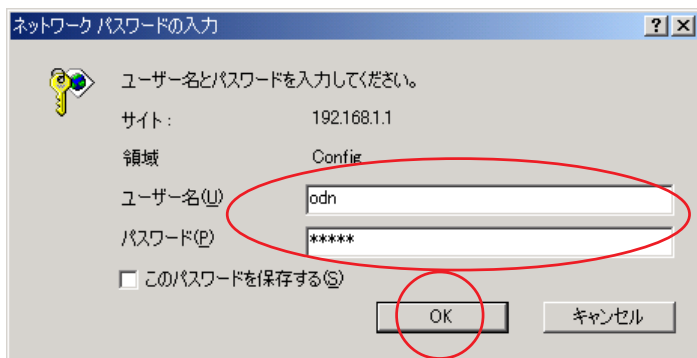 ネットワーク パスワードの入力
ユーザー名とパスワードを入力してください。
サイト: 192.168.1.1
領域 Config
ユーザー名(U) odn
パスワード(P) *****
このパスワードを保存する(S)
OK キャンセル